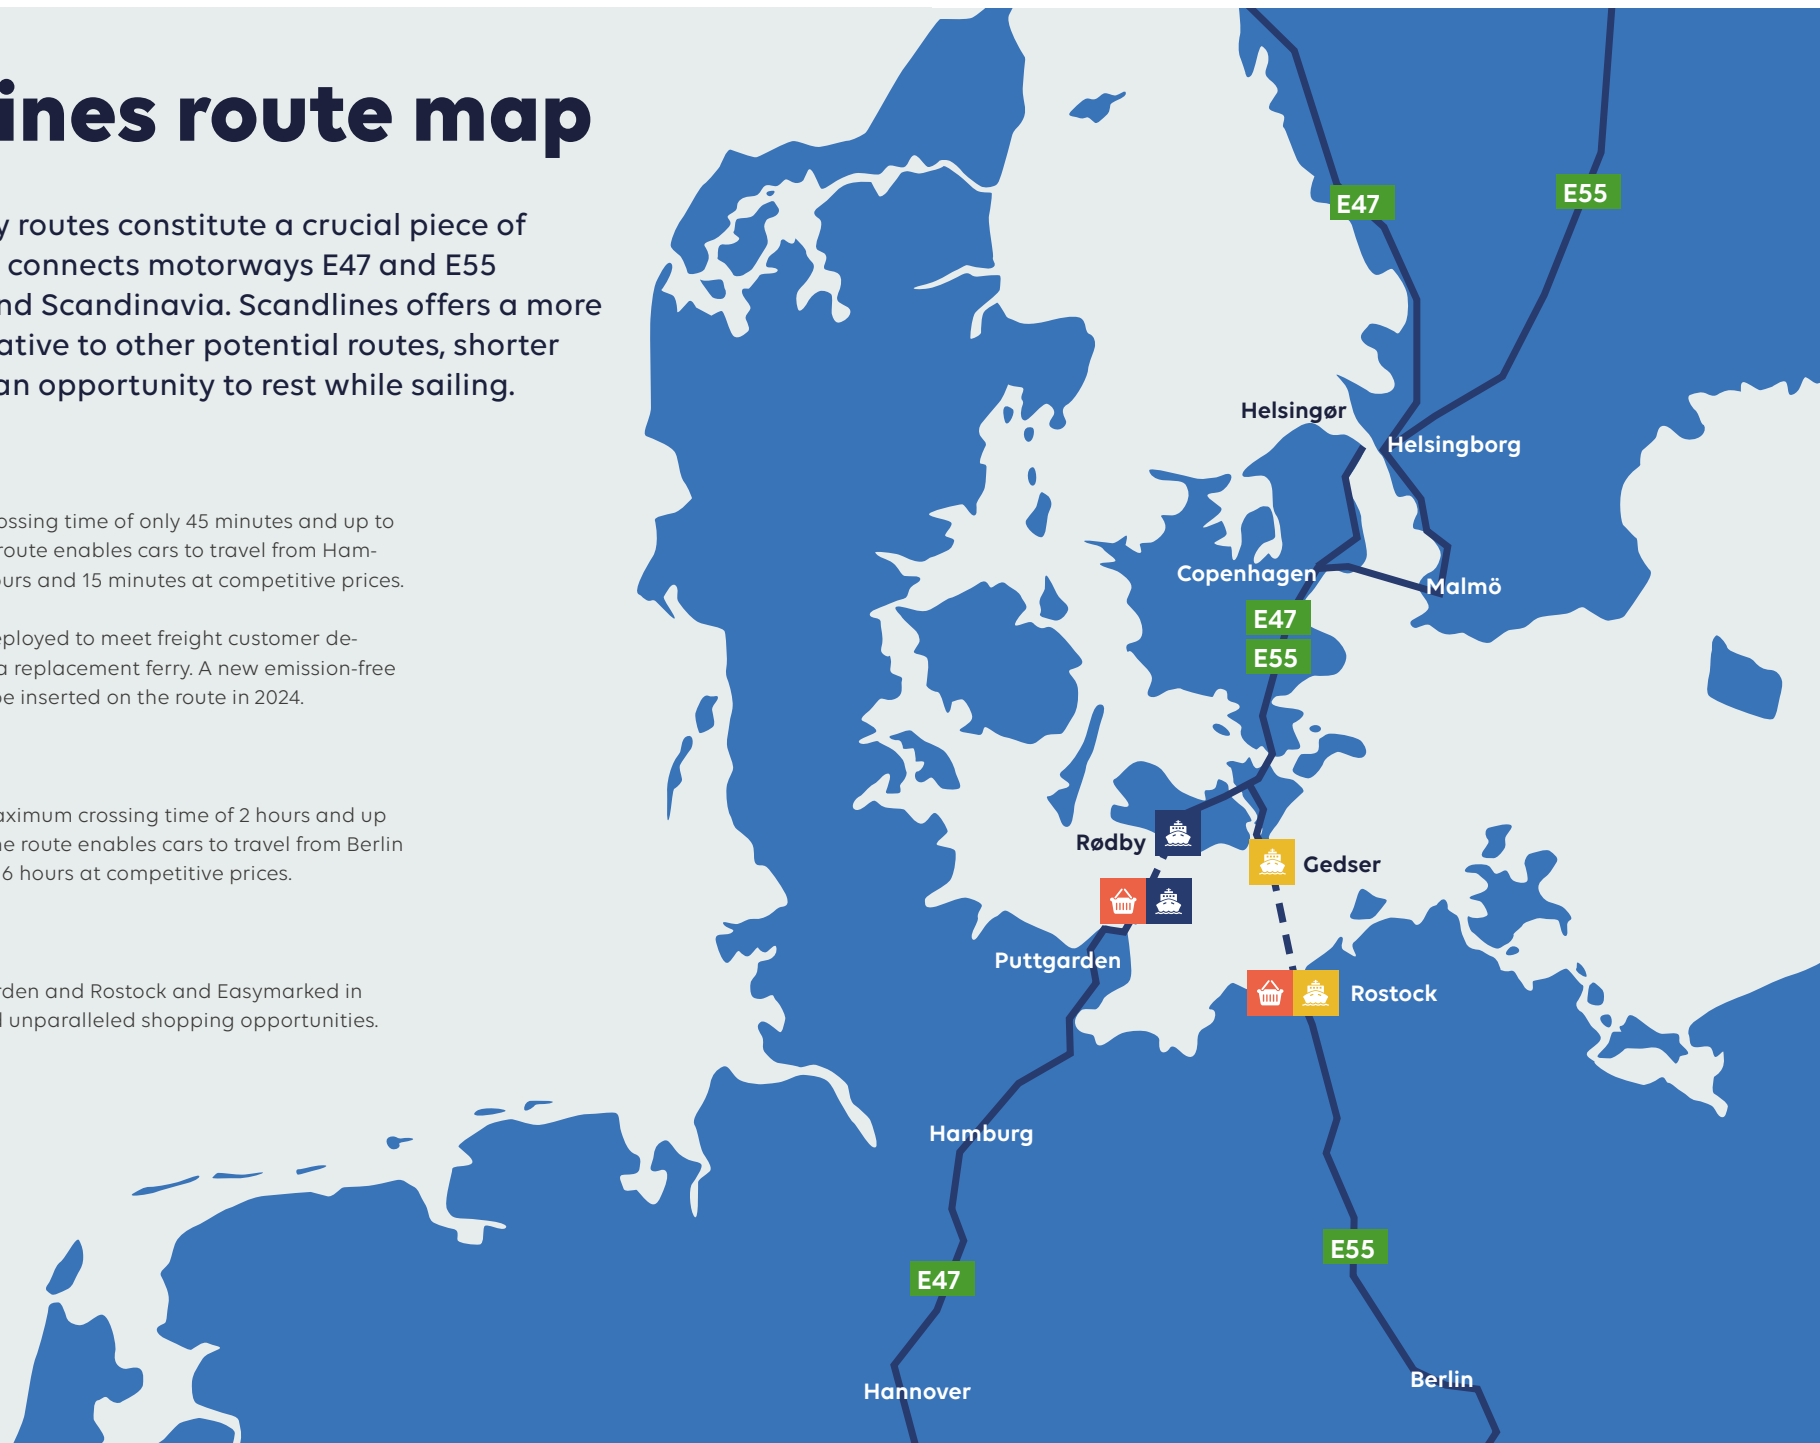 ines route map
y routes constitute a crucial piece of
connects motorways E47 and E55
nd Scandinavia. Scandlines offers a more
ative to other potential routes, shorter
an opportunity to rest while sailing.
ossing time of only 45 minutes and up to
route enables cars to travel from Ham-
ours and 15 minutes at competitive prices.
eployed to meet freight customer de-
a replacement ferry. A new emission-free
be inserted on the route in 2024.
aximum crossing time of 2 hours and up
he route enables cars to travel from Berlin
6 hours at competitive prices.
rden and Rostock and Easymarked in
d unparalleled shopping opportunities.
E47
E55
Helsingør
Helsingborg
Copenhagen
Malmö
E47
E55
Rødby
Gedser
Puttgarden
Rostock
Hamburg
E55
E47
Hannover
Berlin